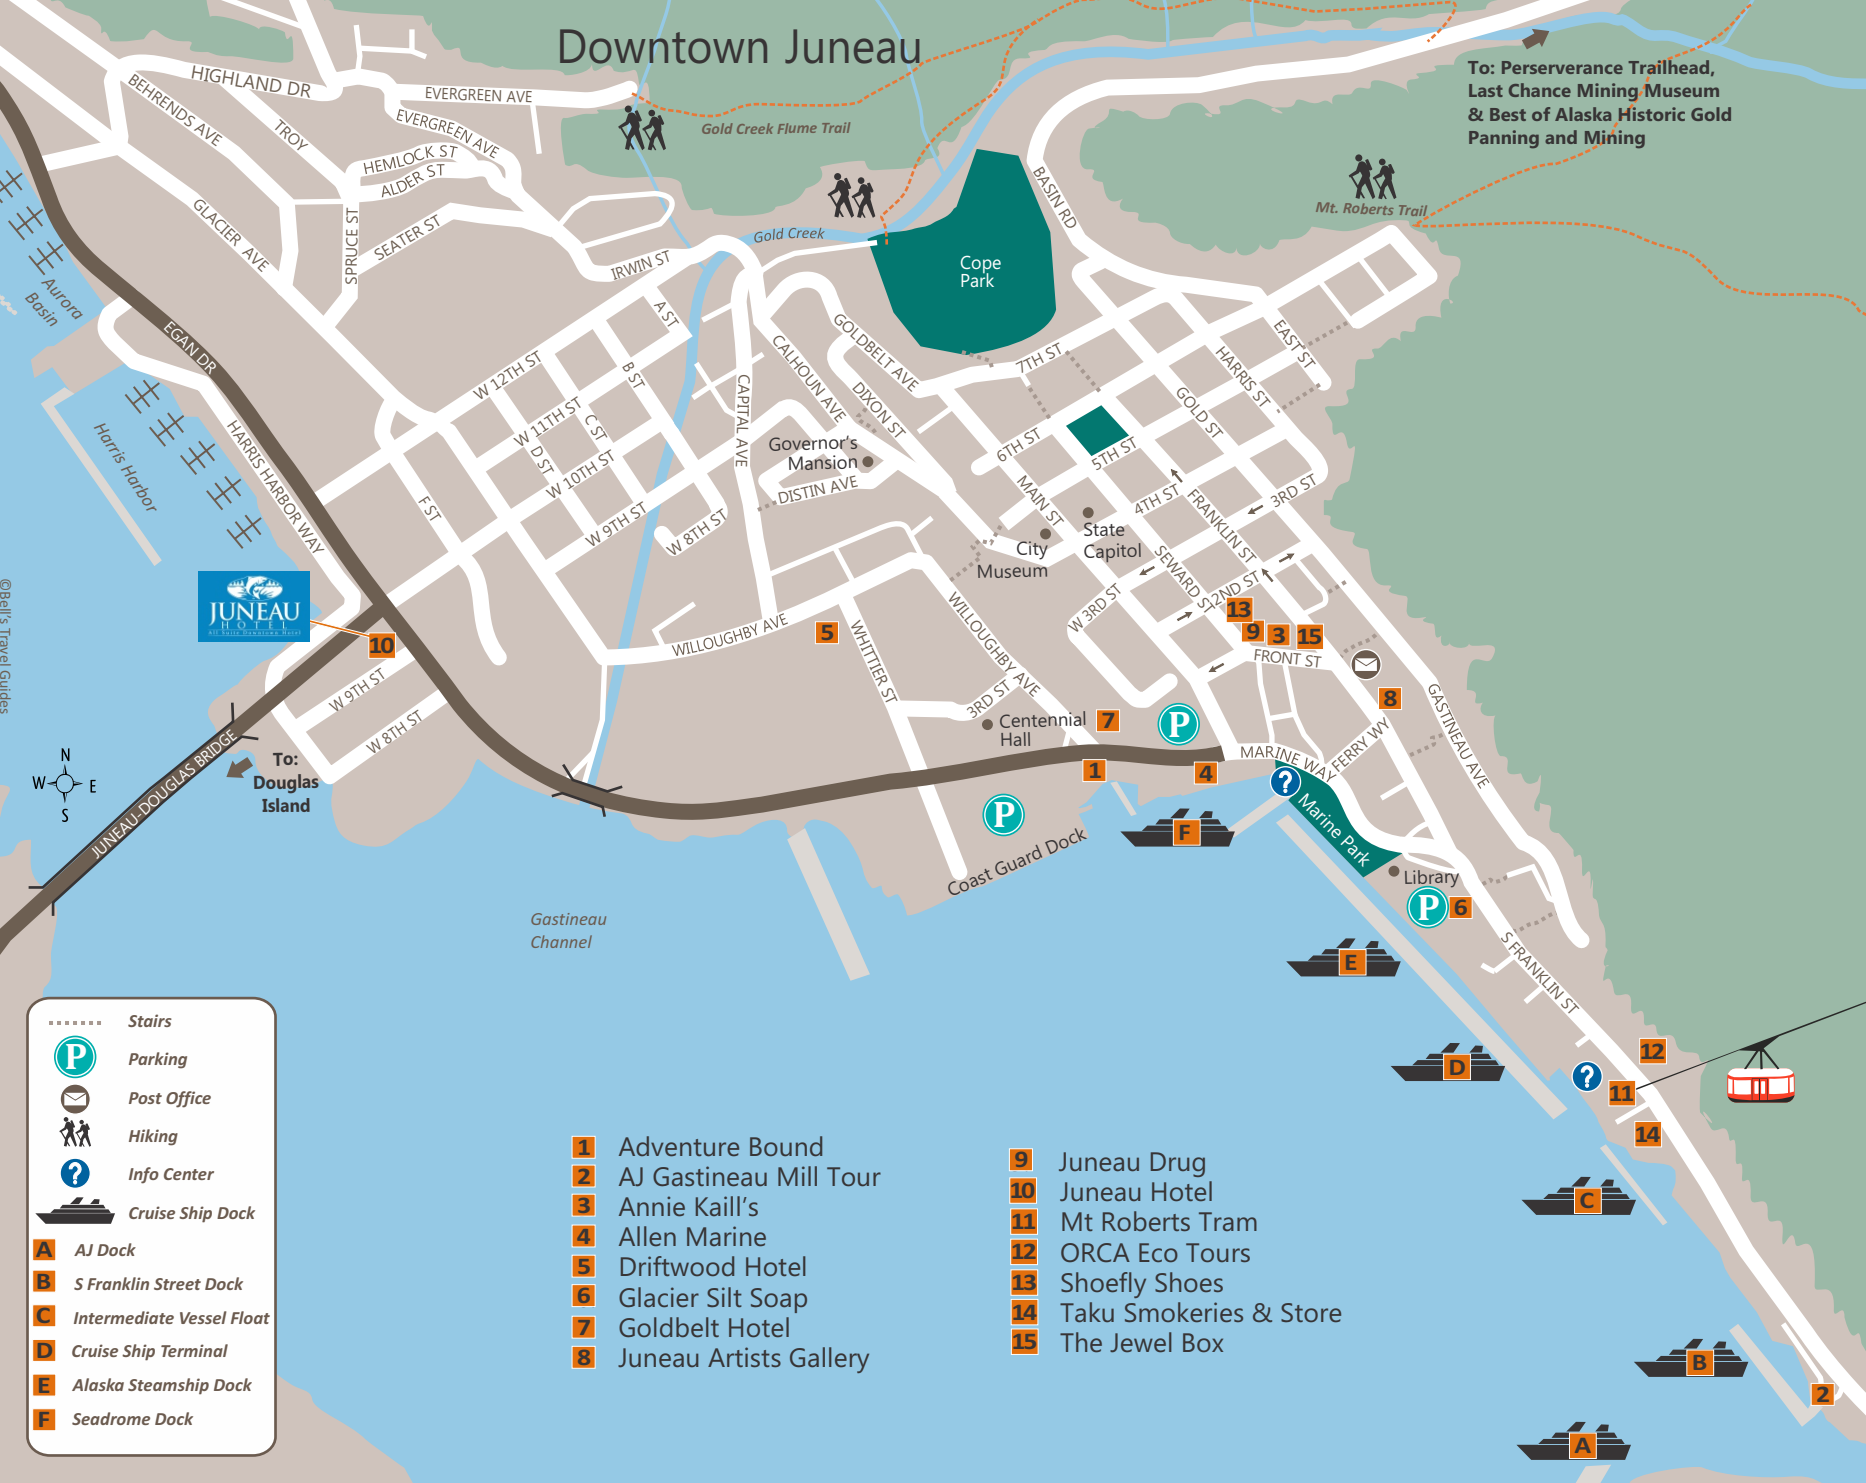 Downtown Juneau
To: Perserverance Trailhead,
Last Chance Mining Museum
& Best of Alaska Historic Gold
Panning and Mining
HIGHLAND DR
EVERGREEN AVE
BEHRENDS AVE
TROY
EVERGREEN AVE
HEMLOCK ST
ALDER ST
Gold Creek Flume Trail
GLACIER AVE
SPRUCE ST
SEATER ST
IRWIN ST
Gold Creek
BASIN RD
Mt. Roberts Trail
Cope
Park
Aurora
Basin
EGAN DR
A ST
B ST
C ST
D ST
F ST
W 12TH ST
W 11TH ST
W 10TH ST
W 9TH ST
W 8TH ST
CAPITAL AVE
CALHOUN AVE
GOLDBELT AVE
DIXON ST
7TH ST
6TH ST
5TH ST
4TH ST
3RD ST
2ND ST
EAST ST
HARRIS ST
GOLD ST
FRANKLIN ST
MAIN ST
SEWARD ST
W 3RD ST
Harris Harbor
HARRIS HARBOR WAY
Governor's
Mansion
DISTIN AVE
State
Capitol
City
Museum
JUNEAU
HOTEL
All Suite Downtown Hotel
10
13
9
3
15
5
WILLOUGHBY AVE
WHITTIER ST
WILLOUGHBY AVE
3RD ST
FRONT ST
8
GASTINEAU AVE
Centennial
Hall
7
P
W 9TH ST
W 8TH ST
JUNEAU-DOUGLAS BRIDGE
To:
Douglas
Island
N
W
E
S
©Bell's Travel Guides
1
4
MARINE WAY
FERRY WY
?
Marine Park
P
Coast Guard Dock
F
Library
P
6
Gastineau
Channel
E
S FRANKLIN ST
D
12
?
11
14
C
B
2
A
Stairs
P
Parking
Post Office
Hiking
?
Info Center
Cruise Ship Dock
A AJ Dock
B S Franklin Street Dock
C Intermediate Vessel Float
D Cruise Ship Terminal
E Alaska Steamship Dock
F Seadrome Dock
1 Adventure Bound
2 AJ Gastineau Mill Tour
3 Annie Kaill's
4 Allen Marine
5 Driftwood Hotel
6 Glacier Silt Soap
7 Goldbelt Hotel
8 Juneau Artists Gallery
9 Juneau Drug
10 Juneau Hotel
11 Mt Roberts Tram
12 ORCA Eco Tours
13 Shoefly Shoes
14 Taku Smokeries & Store
15 The Jewel Box